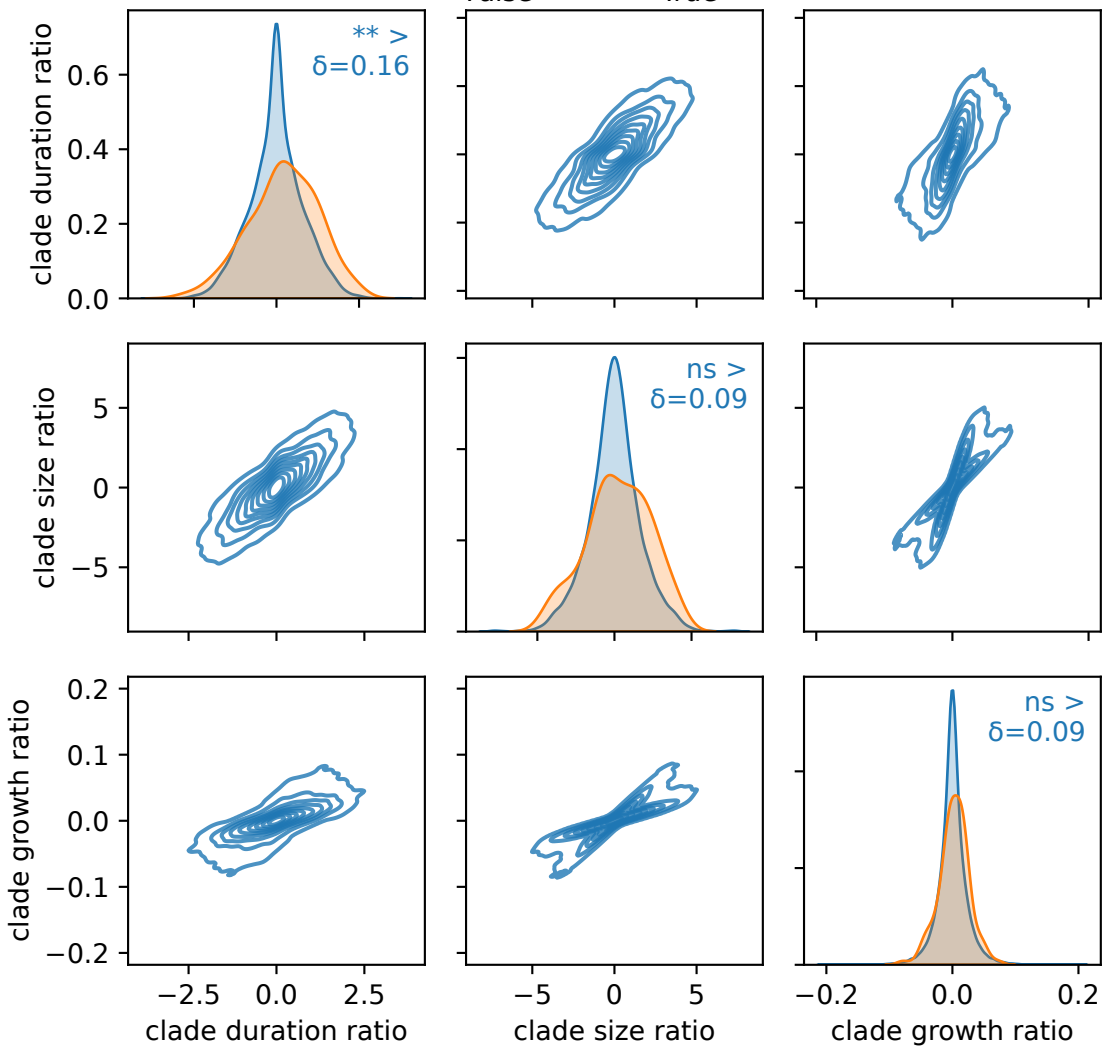 clade duration ratio
0.6
0.4
0.2
0.0
** >
δ=0.16
clade size ratio
5
0
−5
ns >
δ=0.09
clade growth ratio
0.2
0.1
0.0
−0.1
−0.2
ns >
δ=0.09
−2.5 0.0 2.5
−5 0 5
−0.2 0.0 0.2
clade duration ratio
clade size ratio
clade growth ratio